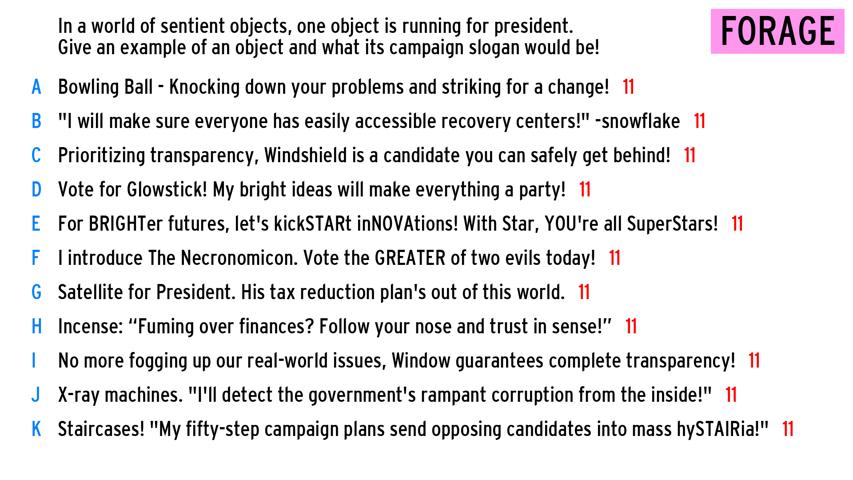 In a world of sentient objects, one object is running for president.
Give an example of an object and what its campaign slogan would be!
FORAGE
A Bowling Ball - Knocking down your problems and striking for a change! 11
B "I will make sure everyone has easily accessible recovery centers!" -snowflake 11
C Prioritizing transparency, Windshield is a candidate you can safely get behind! 11
D Vote for Glowstick! My bright ideas will make everything a party! 11
E For BRIGHTer futures, let's kickSTARt inNOVAtions! With Star, YOU're all SuperStars! 11
F I introduce The Necronomicon. Vote the GREATER of two evils today! 11
G Satellite for President. His tax reduction plan's out of this world. 11
H Incense: “Fuming over finances? Follow your nose and trust in sense!” 11
I No more fogging up our real-world issues, Window guarantees complete transparency! 11
J X-ray machines. "I'll detect the government's rampant corruption from the inside!" 11
K Staircases! "My fifty-step campaign plans send opposing candidates into mass hySTAIRia!" 11